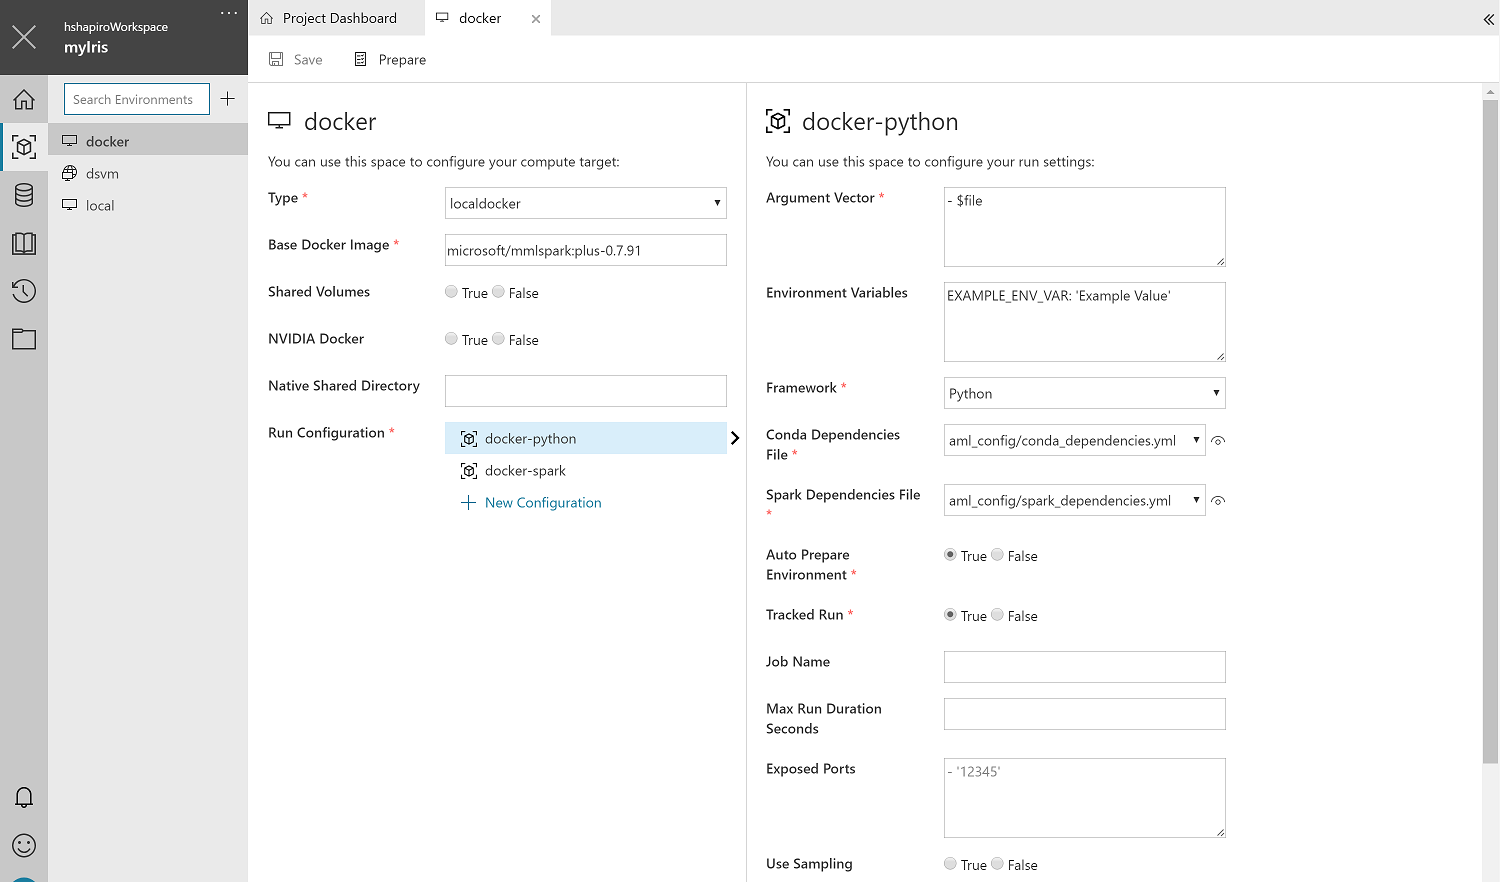 hshapiroWorkspace
myIris
...
Project Dashboard
docker
Save
Prepare
Search Environments
docker
dsvm
local
docker
You can use this space to configure your compute target:
Type *
localdocker
Base Docker Image *
microsoft/mmlspark:plus-0.7.91
Shared Volumes
True False
NVIDIA Docker
True False
Native Shared Directory
Run Configuration *
docker-python
docker-spark
New Configuration
docker-python
You can use this space to configure your run settings:
Argument Vector *
- $file
Environment Variables
EXAMPLE_ENV_VAR: 'Example Value'
Framework *
Python
Conda Dependencies
File *
aml_config/conda_dependencies.yml
Spark Dependencies File
*
aml_config/spark_dependencies.yml
Auto Prepare
Environment *
True False
Tracked Run *
True False
Job Name
Max Run Duration
Seconds
Exposed Ports
- '12345'
Use Sampling
True False